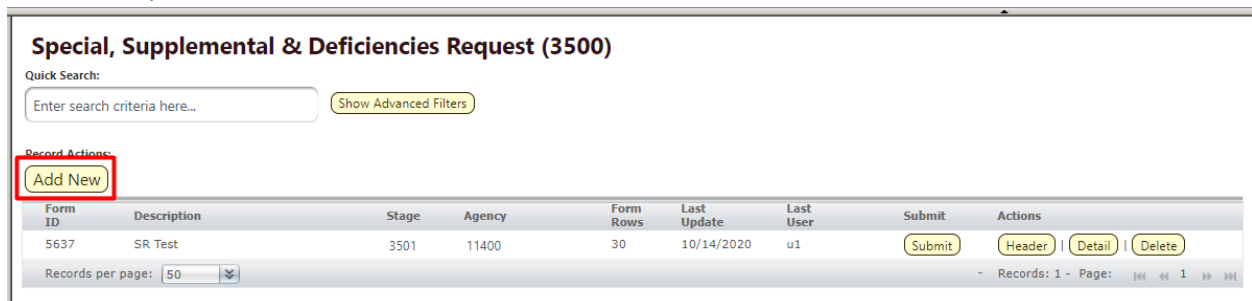 Special, Supplemental & Deficiencies Request (3500)
Quick Search:
Enter search criteria here... Show Advanced Filters
Record Actions:
Add New
Form ID Description Stage Agency Form Rows Last Update Last User Submit Actions
5637 SR Test 3501 11400 30 10/14/2020 u1 Submit Header | Detail | Delete
Records per page: 50 - Records: 1 - Page: 1